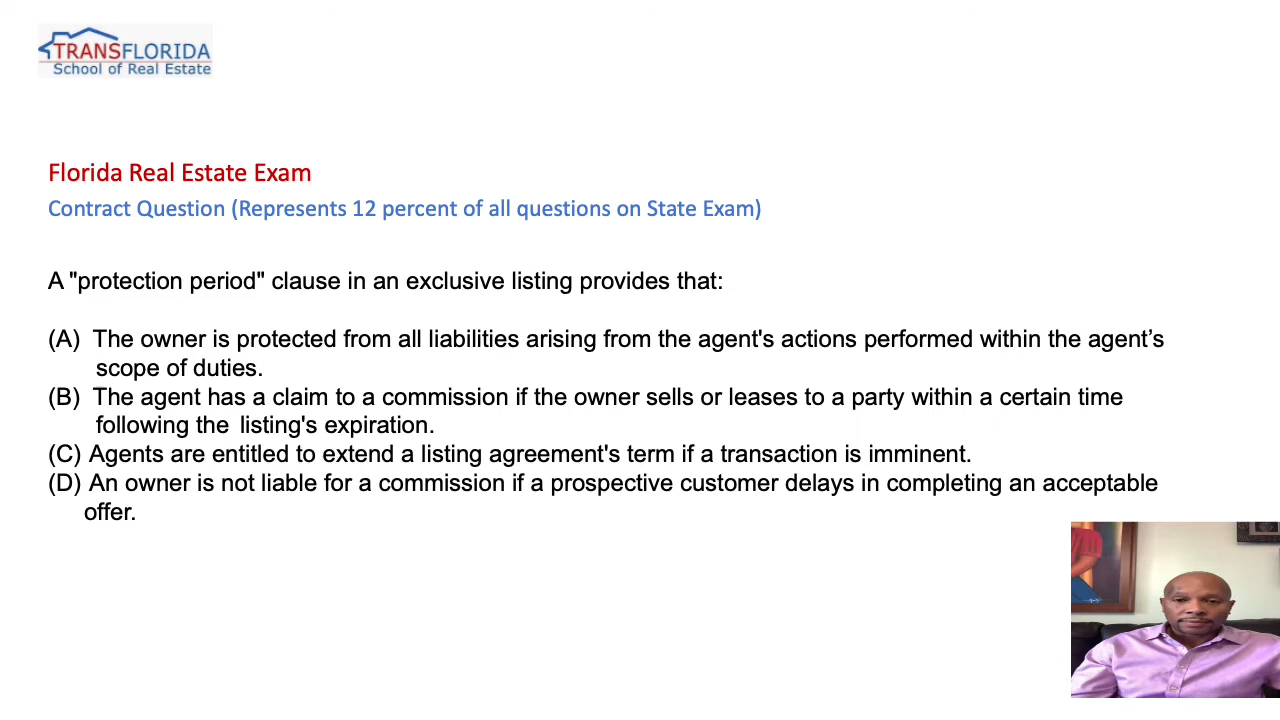 TRANSFLORIDA
School of Real Estate
Florida Real Estate Exam
Contract Question (Represents 12 percent of all questions on State Exam)
A "protection period" clause in an exclusive listing provides that:
(A) The owner is protected from all liabilities arising from the agent's actions performed within the agent’s
scope of duties.
(B) The agent has a claim to a commission if the owner sells or leases to a party within a certain time
following the listing's expiration.
(C) Agents are entitled to extend a listing agreement's term if a transaction is imminent.
(D) An owner is not liable for a commission if a prospective customer delays in completing an acceptable
offer.